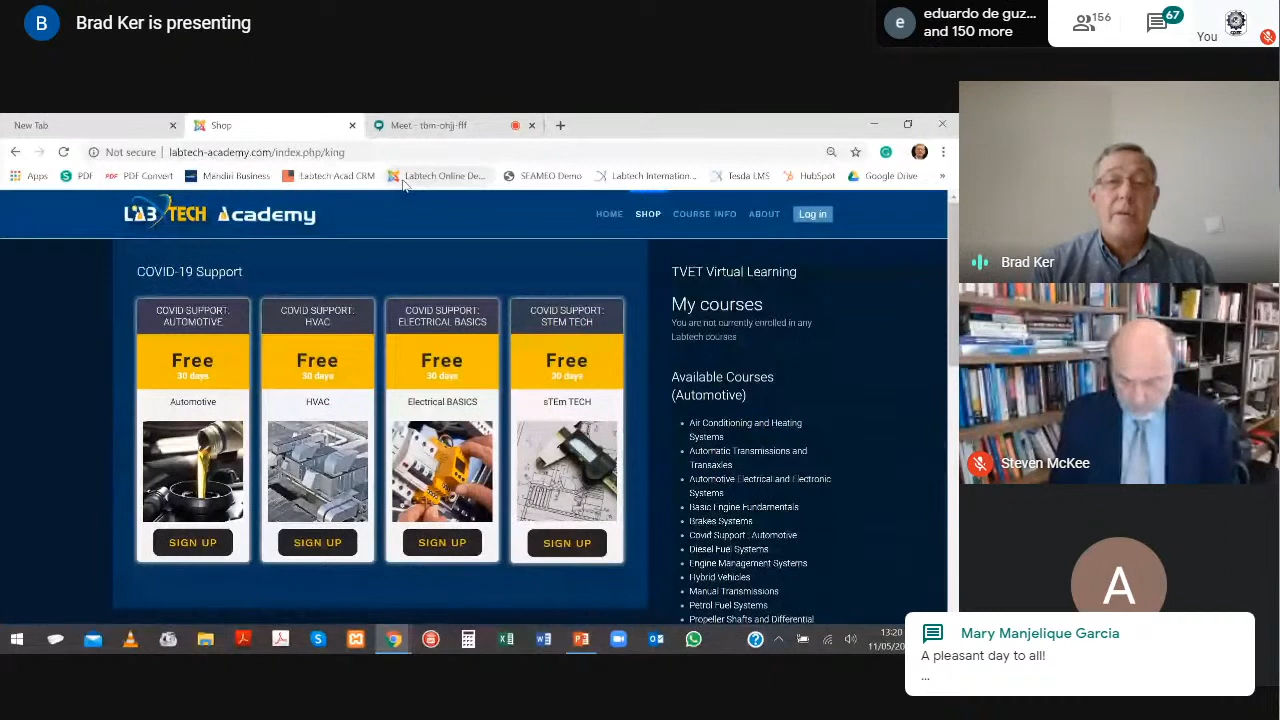 B
Brad Ker is presenting
e
eduardo de guz...
and 150 more
156
67
You
New Tab
Shop
Meet - tbm-ohjj-fff
Not secure
labtech-academy.com/index.php/king
Apps
PDF
PDF Convert
Mandiri Business
Labtech Acad CRM
Labtech Online De...
SEAMEO Demo
Labtech Internation...
Tesda LMS
HubSpot
Google Drive
LABTECH Academy
HOME
SHOP
COURSE INFO
ABOUT
Log in
COVID-19 Support
COVID SUPPORT:
AUTOMOTIVE
Free
30 days
Automotive
SIGN UP
COVID SUPPORT:
HVAC
Free
30 days
HVAC
SIGN UP
COVID SUPPORT:
ELECTRICAL BASICS
Free
30 days
Electrical BASICS
SIGN UP
COVID SUPPORT:
STEM TECH
Free
30 days
sTEm TECH
SIGN UP
TVET Virtual Learning
My courses
You are not currently enrolled in any
Labtech courses
Available Courses
(Automotive)
Air Conditioning and Heating
Systems
Automatic Transmissions and
Transaxles
Automotive Electrical and Electronic
Systems
Basic Engine Fundamentals
Brakes Systems
Covid Support : Automotive
Diesel Fuel Systems
Engine Management Systems
Hybrid Vehicles
Manual Transmissions
Petrol Fuel Systems
Propeller Shafts and Differential
13:20
11/05/20
Brad Ker
Steven McKee
A
Mary Manjelique Garcia
A pleasant day to all!
...